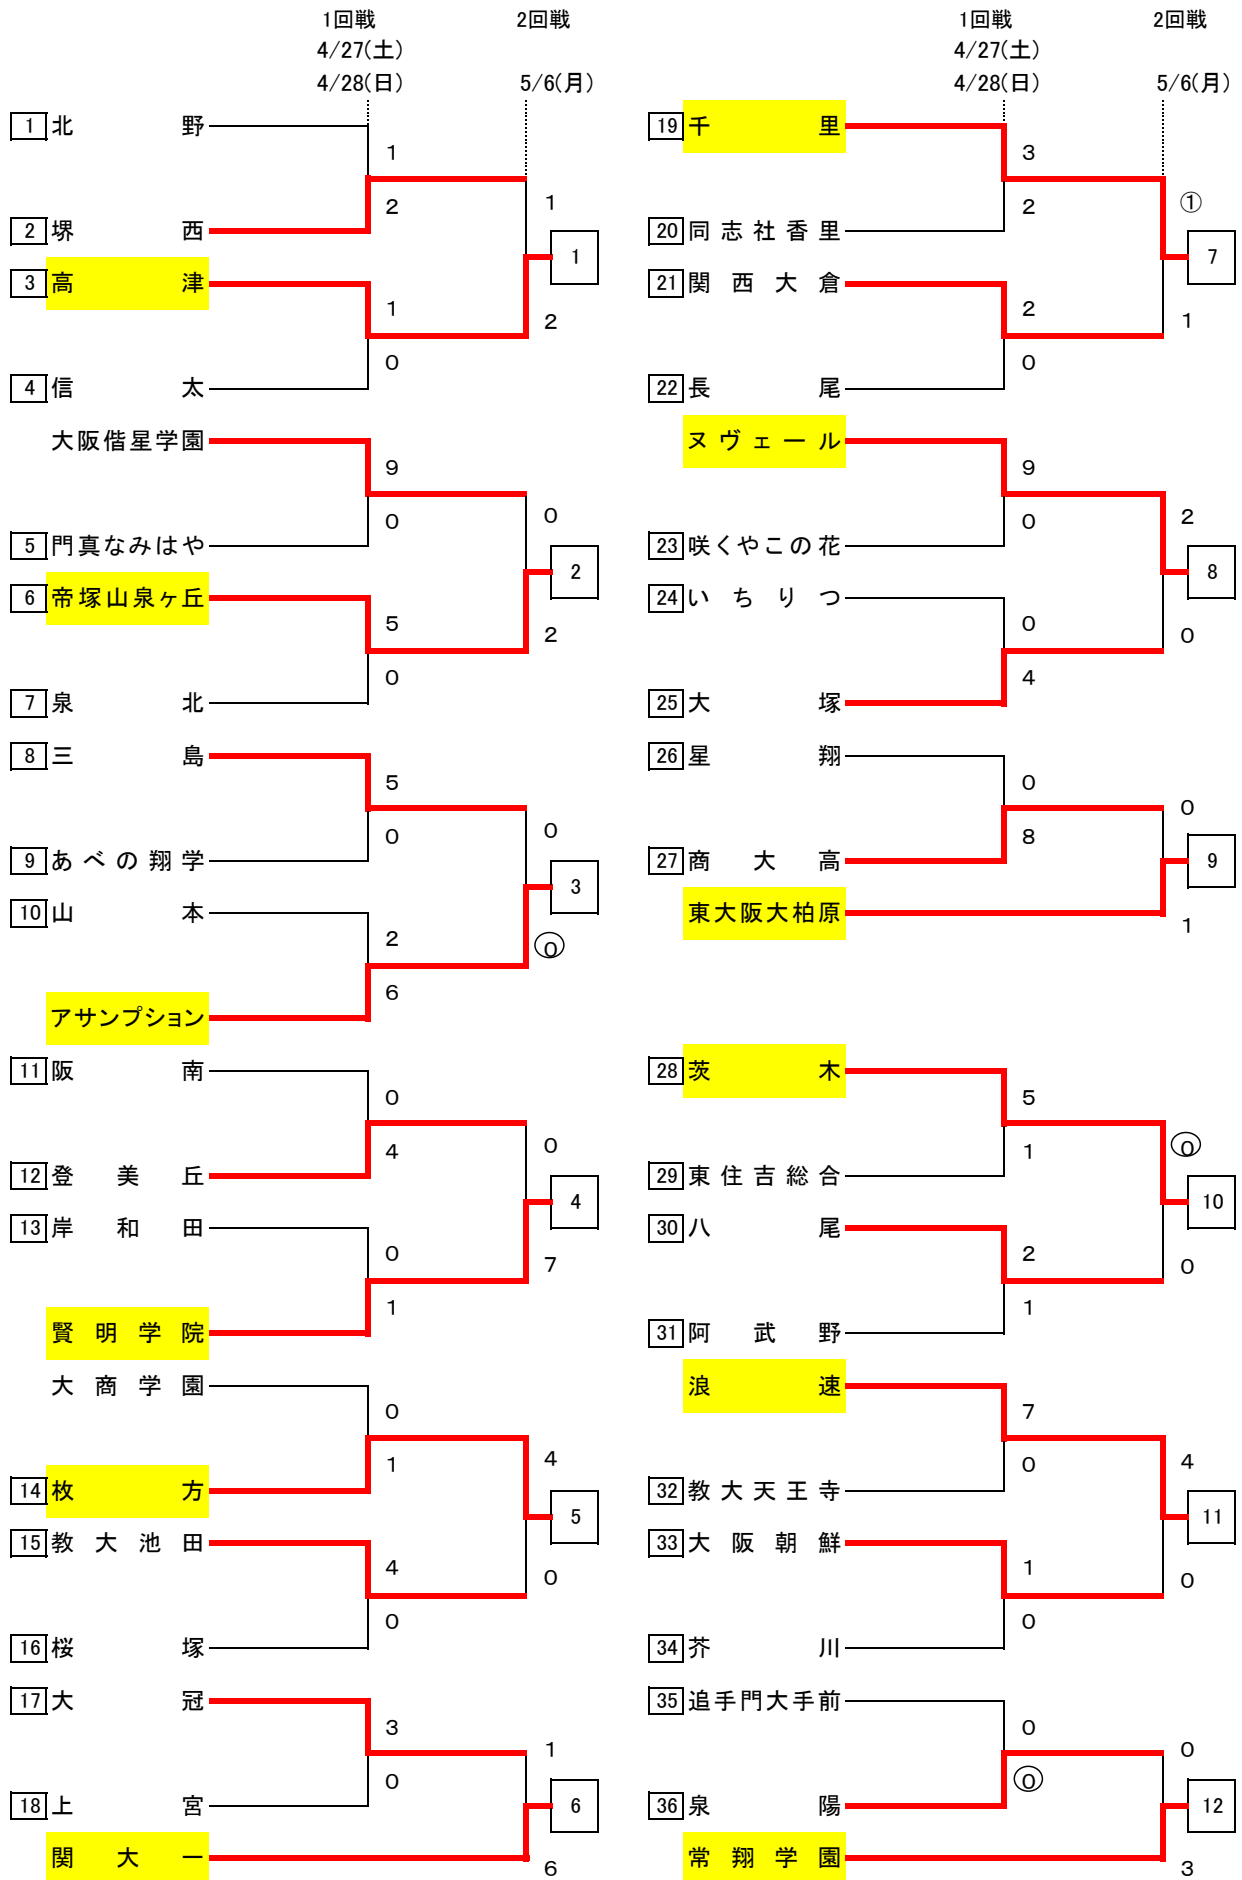 1回戦 2回戦
4/27(土)
4/28(日) 5/6(月)
1 北野
1
2
2 堺西
3 高津
1
0
4 信太
1
1
2
大阪偕星学園
9
0
5 門真なみはや
6 帝塚山泉ヶ丘
5
0
7 泉北
0
2
2
8 三島
5
0
9 あべの翔学
10 山本
2
6
アサンプション
0
3
0
11 阪南
0
4
12 登美丘
13 岸和田
0
1
賢明学院
0
4
7
大商学園
0
1
14 枚方
15 教大池田
4
0
16 桜塚
4
5
0
17 大冠
3
0
18 上宮
関大一
1
6
6
1回戦 2回戦
4/27(土)
4/28(日) 5/6(月)
19 千里
3
2
20 同志社香里
21 関西大倉
2
0
22 長尾
①
7
1
ヌヴェール
9
0
23 咲くやこの花
24 いちりつ
0
4
25 大塚
2
8
0
26 星翔
0
8
27 商大高
東大阪大柏原
0
9
1
28 茨木
5
1
29 東住吉総合
30 八尾
2
1
31 阿武野
0
10
0
浪速
7
0
32 教大天王寺
33 大阪朝鮮
1
0
34 芥川
4
11
0
35 追手門大手前
0
0
36 泉陽
常翔学園
0
12
3